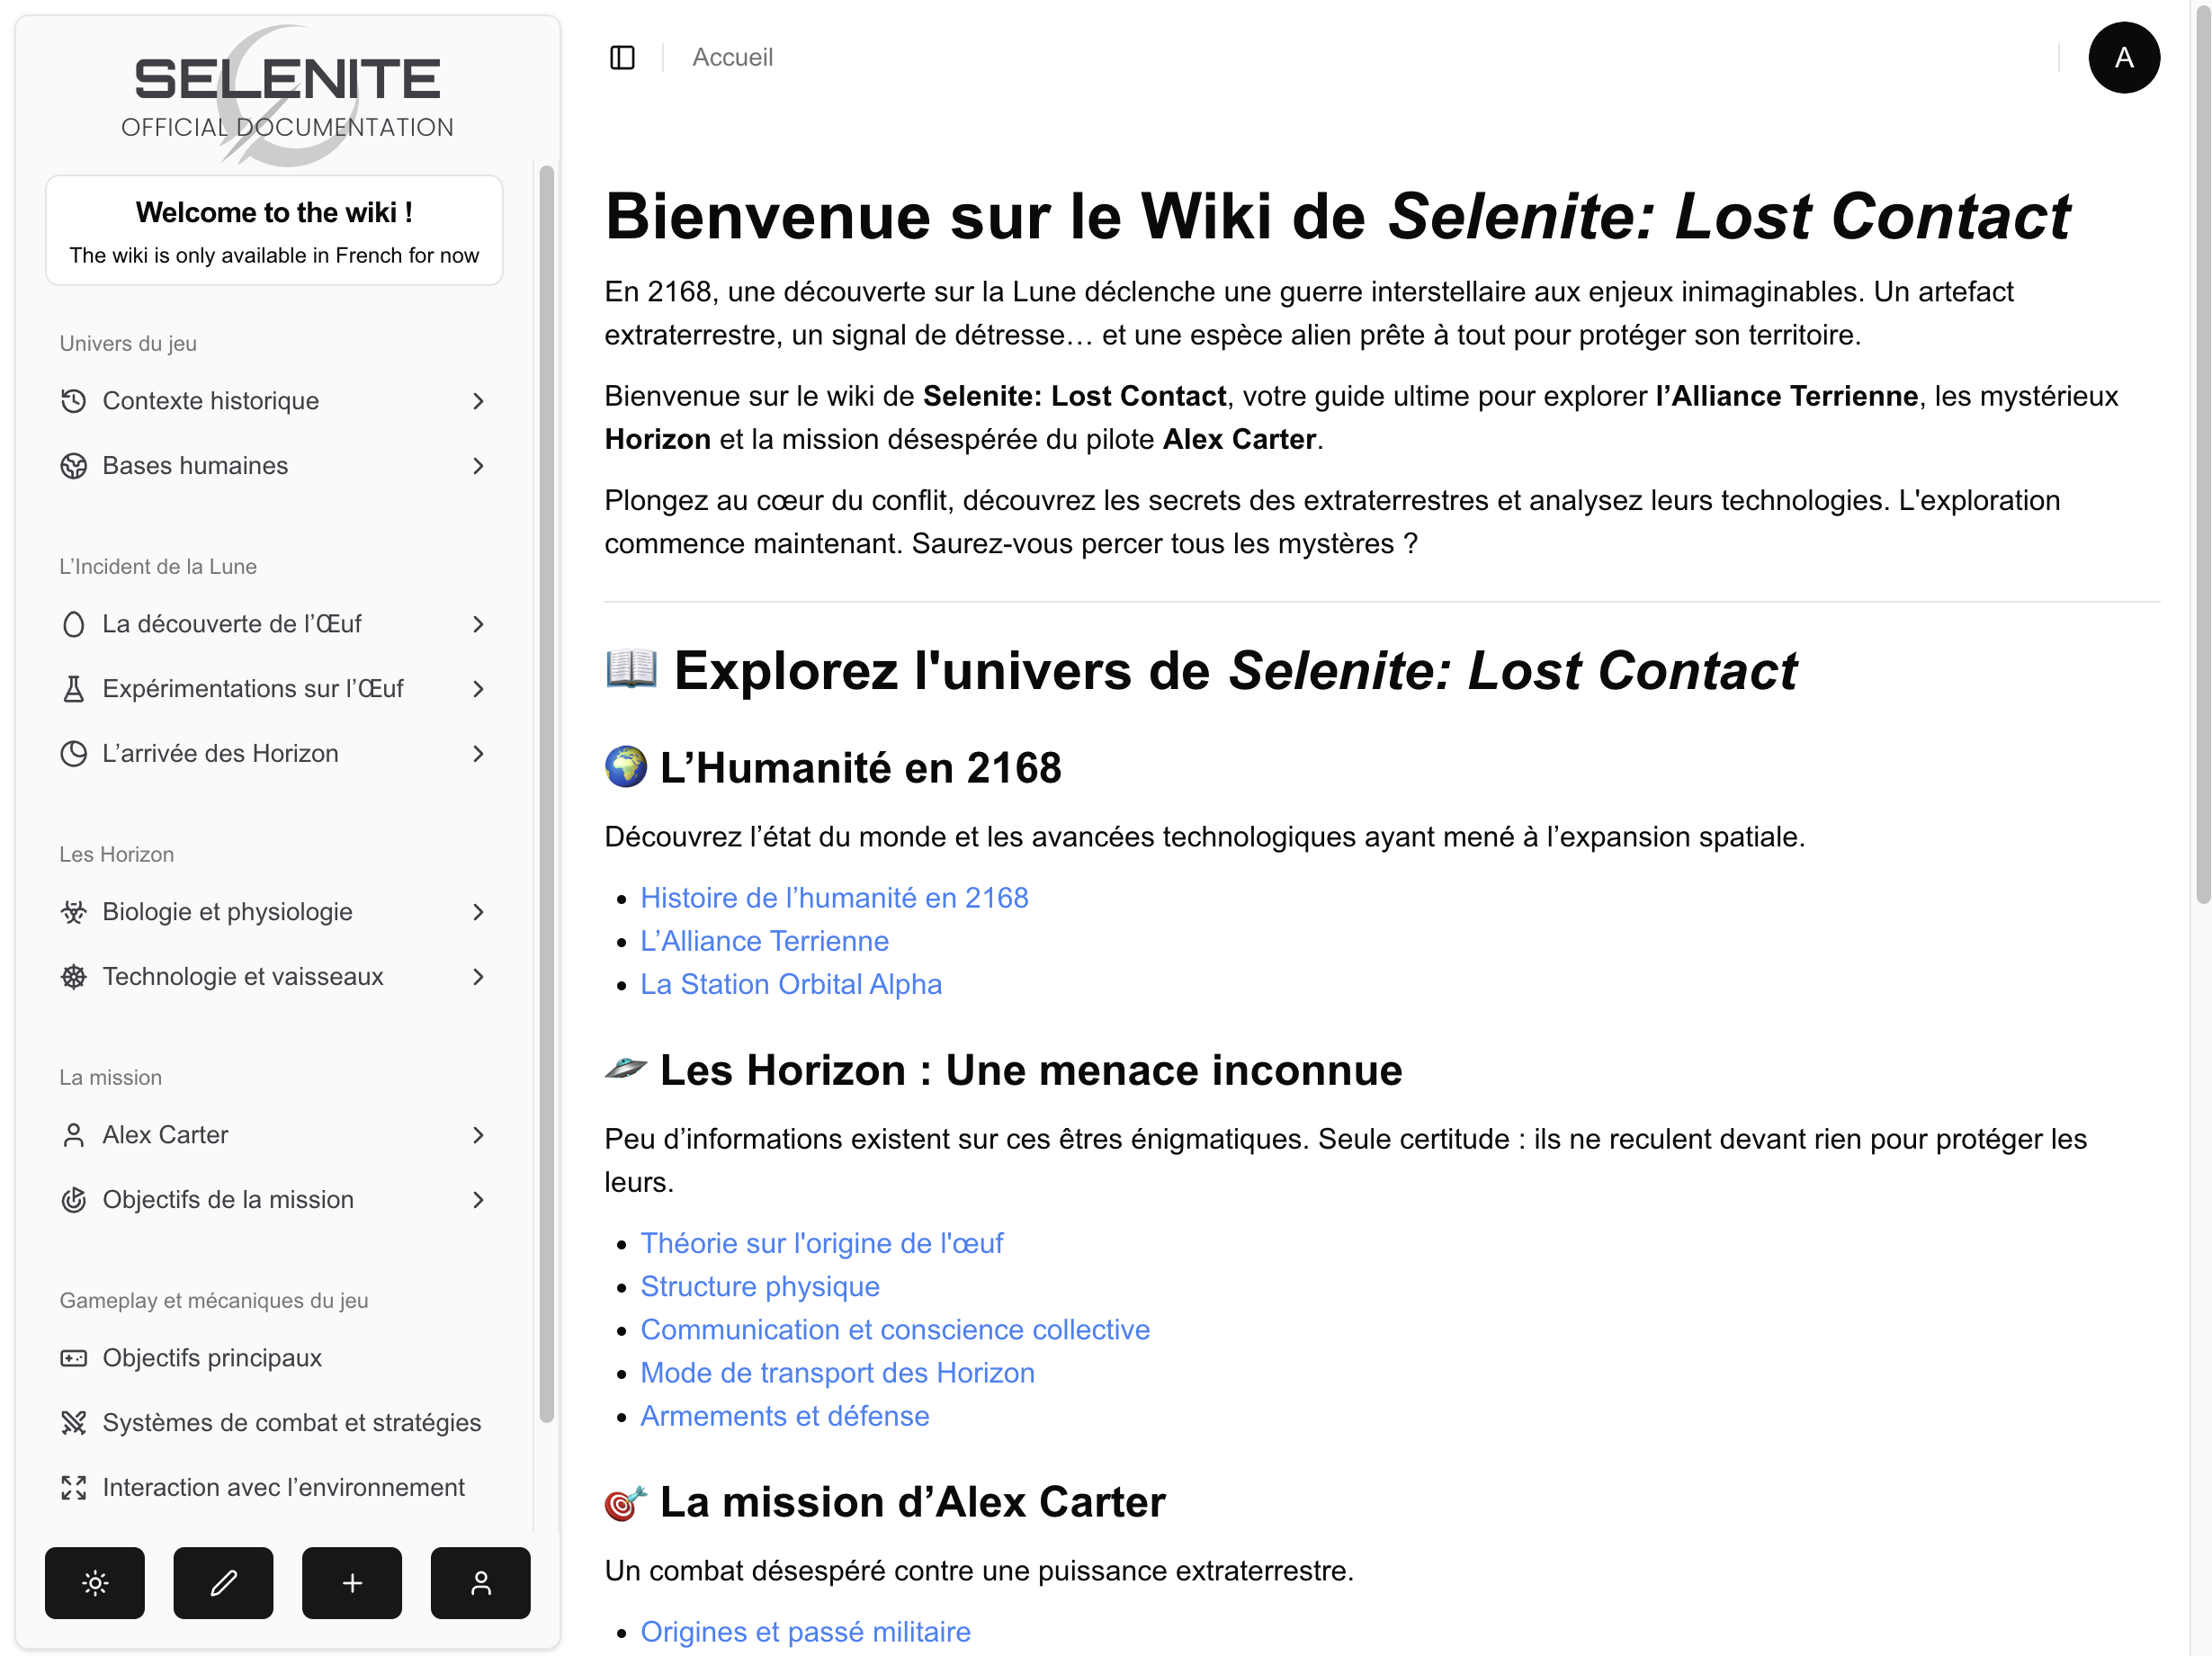 SELENITE
OFFICIAL DOCUMENTATION
Welcome to the wiki !
The wiki is only available in French for now
Univers du jeu
Contexte historique
Bases humaines
L’Incident de la Lune
La découverte de l’Œuf
Expérimentations sur l’Œuf
L’arrivée des Horizon
Les Horizon
Biologie et physiologie
Technologie et vaisseaux
La mission
Alex Carter
Objectifs de la mission
Gameplay et mécaniques du jeu
Objectifs principaux
Systèmes de combat et stratégies
Interaction avec l’environnement
Accueil
A
Bienvenue sur le Wiki de Selenite: Lost Contact
En 2168, une découverte sur la Lune déclenche une guerre interstellaire aux enjeux inimaginables. Un artefact
extraterrestre, un signal de détresse… et une espèce alien prête à tout pour protéger son territoire.
Bienvenue sur le wiki de Selenite: Lost Contact, votre guide ultime pour explorer l’Alliance Terrienne, les mystérieux
Horizon et la mission désespérée du pilote Alex Carter.
Plongez au cœur du conflit, découvrez les secrets des extraterrestres et analysez leurs technologies. L'exploration
commence maintenant. Saurez-vous percer tous les mystères ?
📖 Explorez l'univers de Selenite: Lost Contact
🌍 L’Humanité en 2168
Découvrez l’état du monde et les avancées technologiques ayant mené à l’expansion spatiale.
• Histoire de l’humanité en 2168
• L’Alliance Terrienne
• La Station Orbital Alpha
🛸 Les Horizon : Une menace inconnue
Peu d’informations existent sur ces êtres énigmatiques. Seule certitude : ils ne reculent devant rien pour protéger les
leurs.
• Théorie sur l'origine de l'œuf
• Structure physique
• Communication et conscience collective
• Mode de transport des Horizon
• Armements et défense
🎯 La mission d’Alex Carter
Un combat désespéré contre une puissance extraterrestre.
• Origines et passé militaire